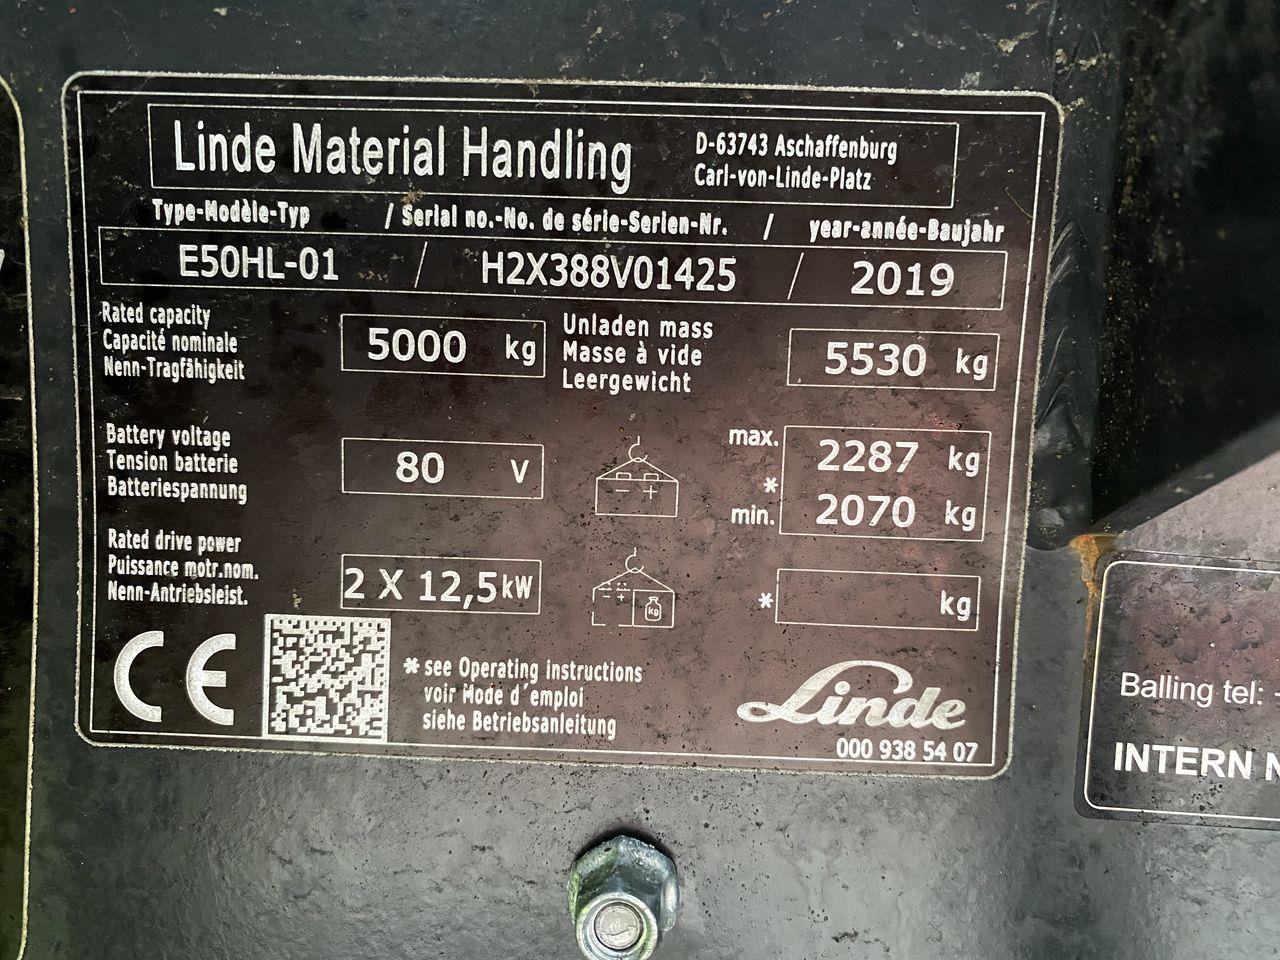 Linde Material Handling
D-63743 Aschaffenburg
Carl-von-Linde-Platz
Type-Modèle-Typ / Serial no.-No. de série-Serien-Nr. / year-année-Baujahr
E50HL-01 / H2X388V01425 / 2019
Rated capacity
Capacité nominale
Nenn-Tragfähigkeit
5000 kg
Unladen mass
Masse à vide
Leergewicht
5530 kg
Battery voltage
Tension batterie
Batteriespannung
80 V
- +
max. 2287 kg
*
min. 2070 kg
Rated drive power
Puissance motr.nom.
Nenn-Antriebsleist.
2 X 12,5kW
- +
kg
* kg
CE
* see Operating instructions
voir Mode d'emploi
siehe Betriebsanleitung
Linde
000 938 54 07
Balling tel:
INTERN